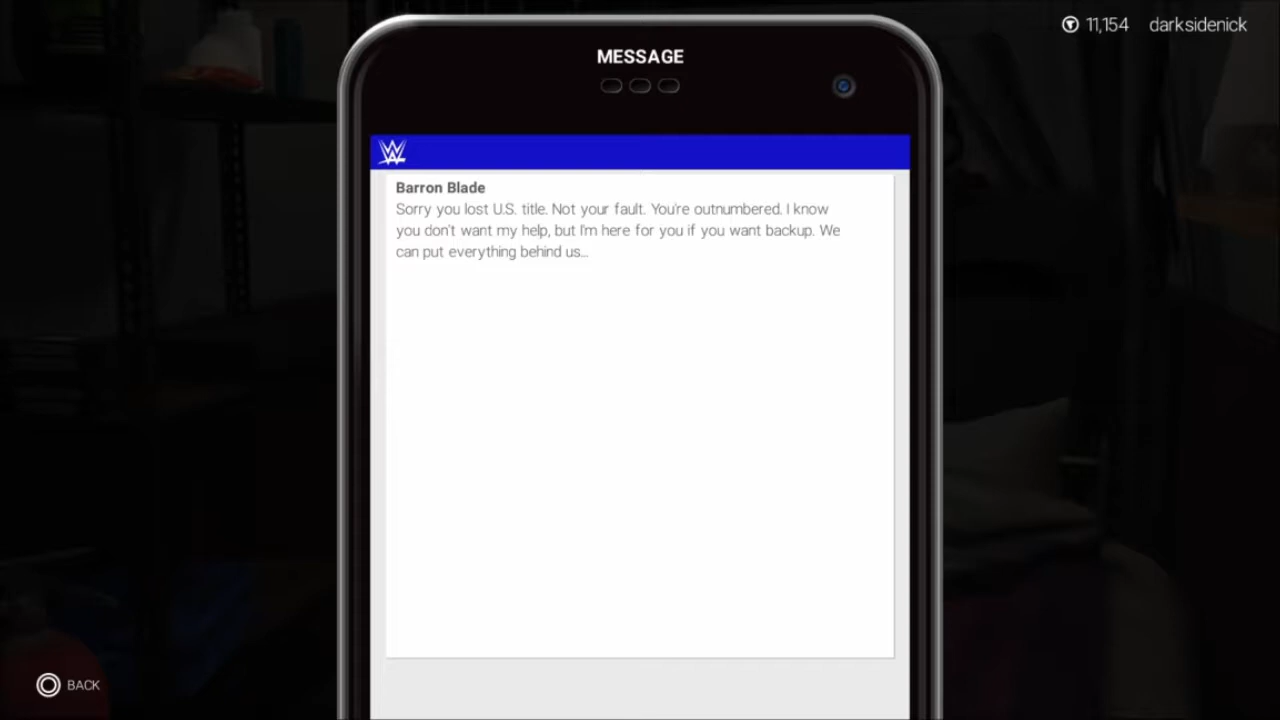 11,154 darksidenick
MESSAGE
W
Barron Blade
Sorry you lost U.S. title. Not your fault. You're outnumbered. I know
you don't want my help, but I'm here for you if you want backup. We
can put everything behind us...
BACK